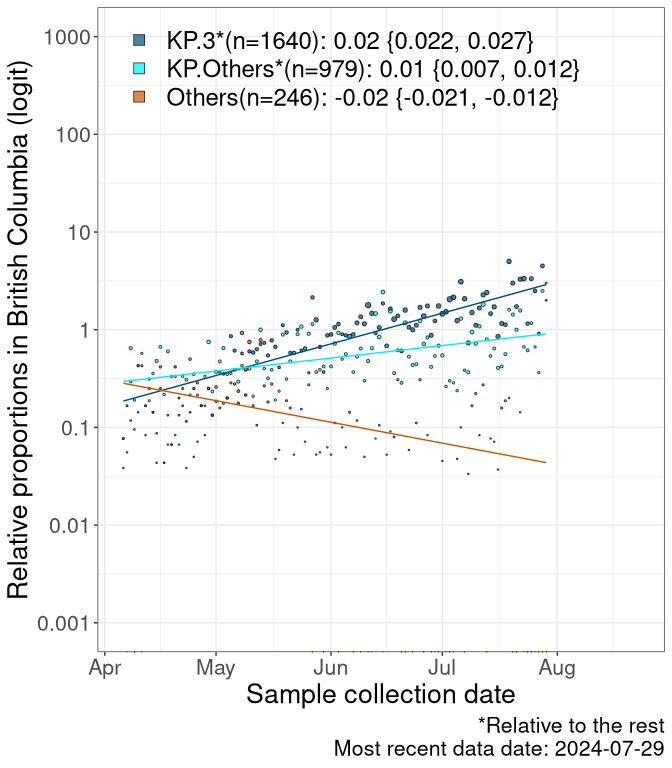 1000
100
10
1
0.1
0.01
0.001
Relative proportions in British Columbia (logit)
KP.3*(n=1640): 0.02 {0.022, 0.027}
KP.Others*(n=979): 0.01 {0.007, 0.012}
Others(n=246): -0.02 {-0.021, -0.012}
Apr May Jun Jul Aug
Sample collection date
*Relative to the rest
Most recent data date: 2024-07-29